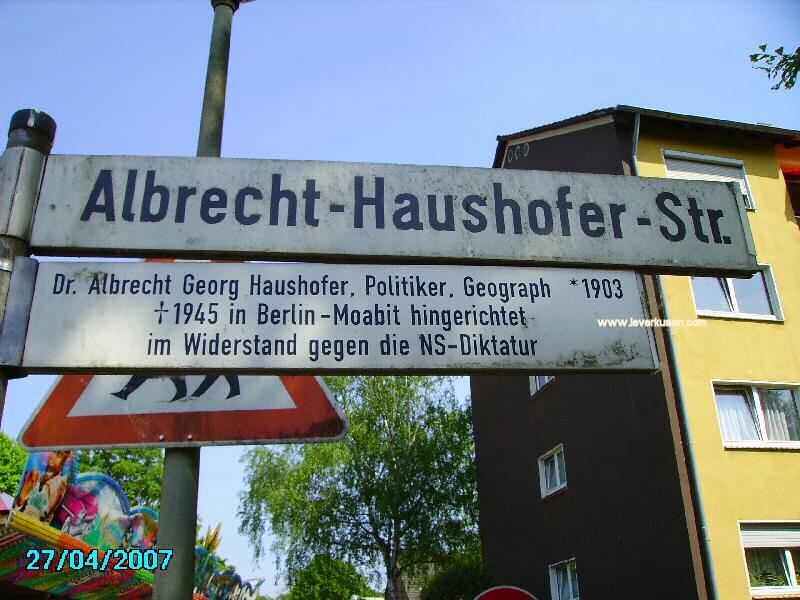 Albrecht-Haushofer-Str.
Dr. Albrecht Georg Haushofer, Politiker, Geograph *1903
†1945 in Berlin-Moabit hingerichtet
im Widerstand gegen die NS-Diktatur
www.leverkusen.com
27/04/2007